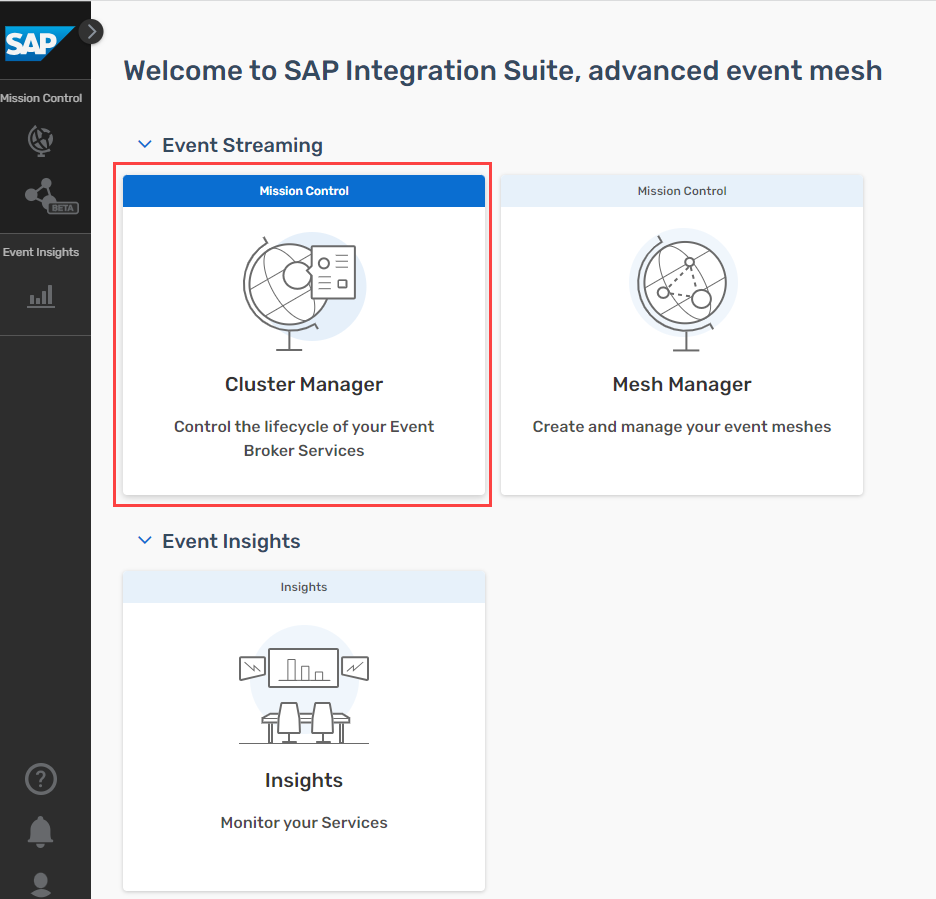 SAP
Mission Control
BETA
Event Insights
Welcome to SAP Integration Suite, advanced event mesh
Event Streaming
Mission Control
Cluster Manager
Control the lifecycle of your Event
Broker Services
Mission Control
Mesh Manager
Create and manage your event meshes
Event Insights
Insights
Insights
Monitor your Services
?